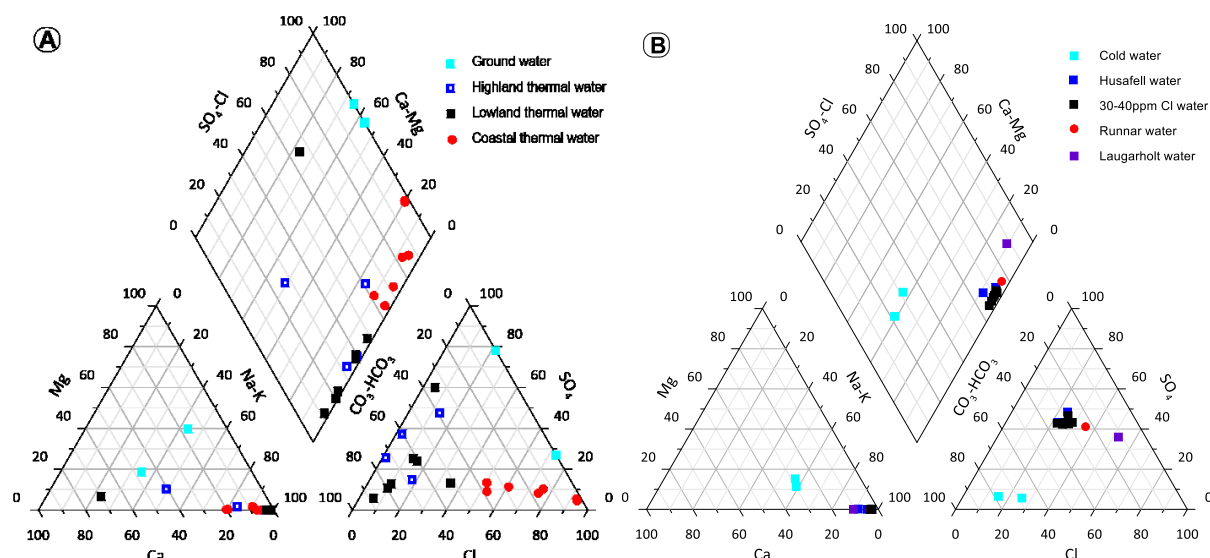 A
100 100
80 80
60 60
40 40
20 20
0 0
SO₄-Cl
Ca-Mg
Ground water
Highland thermal water
Lowland thermal water
Coastal thermal water
100 0
80 20
60 40
40 60
20 80
0 100
Mg
Na-K
100 80 60 40 20 0
Ca
0 100
20 80
40 60
60 40
80 20
100 0
CO₃-HCO₃
SO₄
0 20 40 60 80 100
Cl
B
100 100
80 80
60 60
40 40
20 20
0 0
SO₄-Cl
Ca-Mg
Cold water
Husafell water
30-40ppm Cl water
Runnar water
Laugarholt water
100 0
80 20
60 40
40 60
20 80
0 100
Mg
Na-K
100 80 60 40 20 0
Ca
0 100
20 80
40 60
60 40
80 20
100 0
CO₃-HCO₃
SO₄
0 20 40 60 80 100
Cl